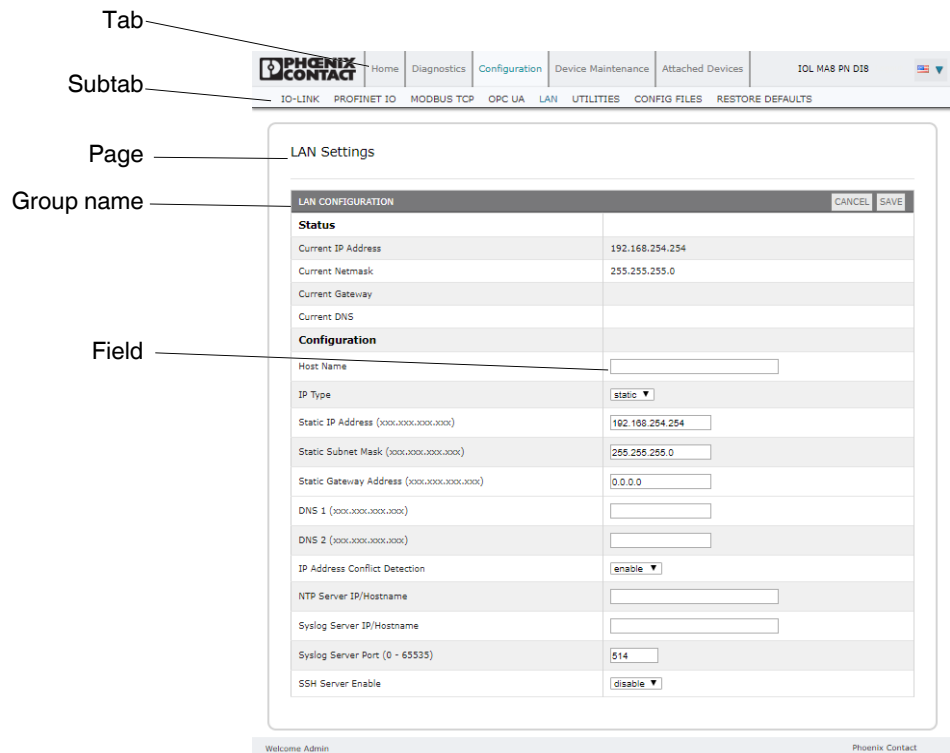 Tab
PHŒNIX CONTACT Home Diagnostics Configuration Device Maintenance Attached Devices IOL MA8 PN DI8
Subtab
IO-LINK PROFINET IO MODBUS TCP OPC UA LAN UTILITIES CONFIG FILES RESTORE DEFAULTS
Page
LAN Settings
Group name
LAN CONFIGURATION CANCEL SAVE
Status
Current IP Address 192.168.254.254
Current Netmask 255.255.255.0
Current Gateway
Current DNS
Configuration
Field
Host Name
IP Type static
Static IP Address (xxx.xxx.xxx.xxx) 192.168.254.254
Static Subnet Mask (xxx.xxx.xxx.xxx) 255.255.255.0
Static Gateway Address (xxx.xxx.xxx.xxx) 0.0.0.0
DNS 1 (xxx.xxx.xxx.xxx)
DNS 2 (xxx.xxx.xxx.xxx)
IP Address Conflict Detection enable
NTP Server IP/Hostname
Syslog Server IP/Hostname
Syslog Server Port (0 - 65535) 514
SSH Server Enable disable
Welcome Admin Phoenix Contact